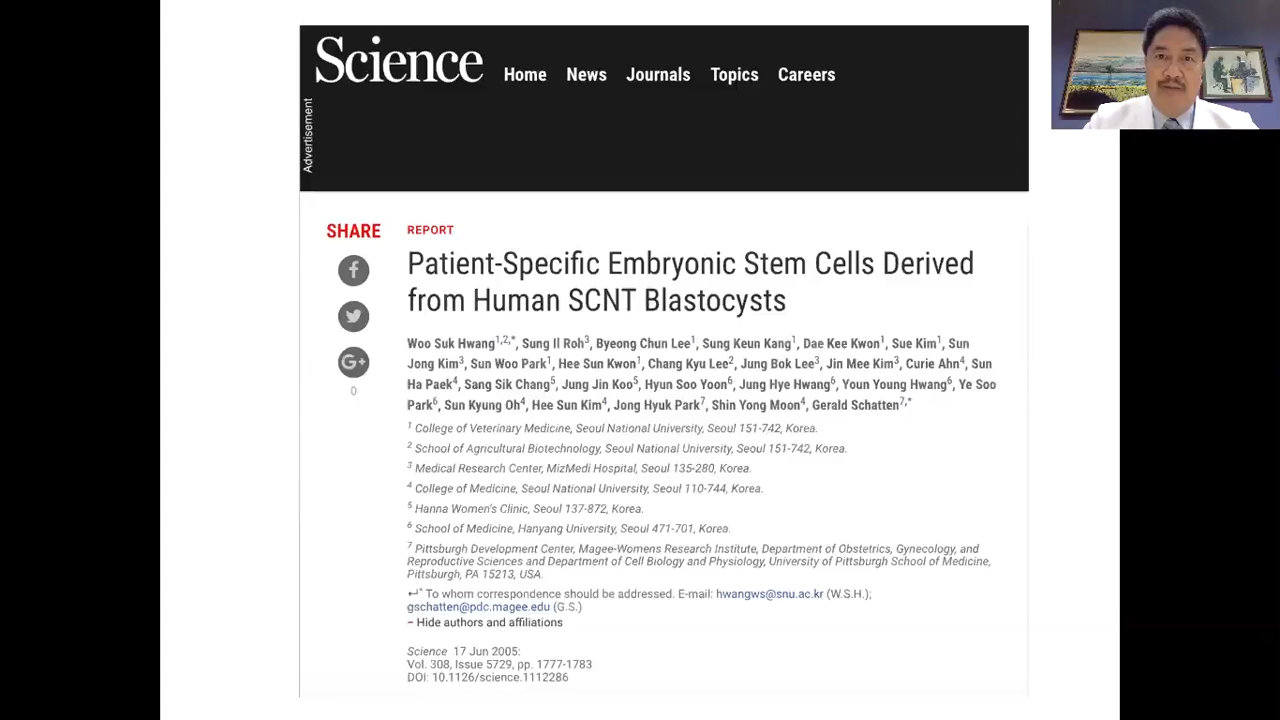 Science
Home News Journals Topics Careers
Advertisement
SHARE
REPORT
Patient-Specific Embryonic Stem Cells Derived
from Human SCNT Blastocysts
Woo Suk Hwang1,2,*, Sung Il Roh3, Byeong Chun Lee1, Sung Keun Kang1, Dae Kee Kwon1, Sue Kim1, Sun
Jong Kim3, Sun Woo Park1, Hee Sun Kwon1, Chang Kyu Lee2, Jung Bok Lee3, Jin Mee Kim3, Curie Ahn4, Sun
Ha Paek4, Sang Sik Chang5, Jung Jin Koo5, Hyun Soo Yoon6, Jung Hye Hwang6, Youn Young Hwang6, Ye Soo
Park6, Sun Kyung Oh4, Hee Sun Kim4, Jong Hyuk Park7, Shin Yong Moon4, Gerald Schatten7,*
1 College of Veterinary Medicine, Seoul National University, Seoul 151-742, Korea.
2 School of Agricultural Biotechnology, Seoul National University, Seoul 151-742, Korea.
3 Medical Research Center, MizMedi Hospital, Seoul 135-280, Korea.
4 College of Medicine, Seoul National University, Seoul 110-744, Korea.
5 Hanna Women's Clinic, Seoul 137-872, Korea.
6 School of Medicine, Hanyang University, Seoul 471-701, Korea.
7 Pittsburgh Development Center, Magee-Womens Research Institute, Department of Obstetrics, Gynecology, and
Reproductive Sciences and Department of Cell Biology and Physiology, University of Pittsburgh School of Medicine,
Pittsburgh, PA 15213, USA.
↵* To whom correspondence should be addressed. E-mail: hwangws@snu.ac.kr (W.S.H.);
gschatten@pdc.magee.edu (G.S.)
– Hide authors and affiliations
Science 17 Jun 2005:
Vol. 308, Issue 5729, pp. 1777-1783
DOI: 10.1126/science.1112286
f
G+
0